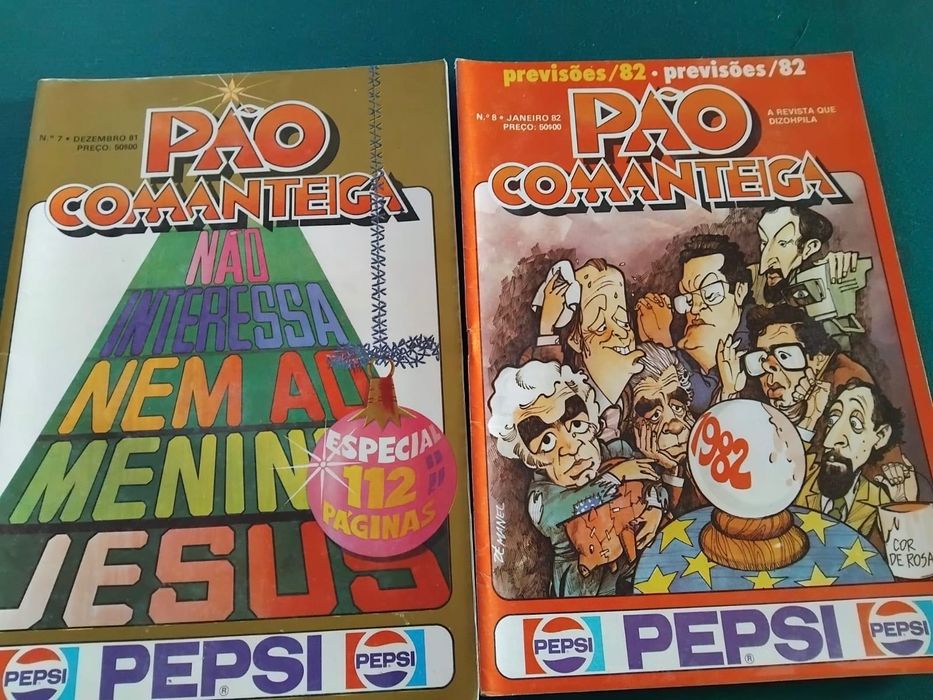 N.º 7 • DEZEMBRO 81
PREÇO: 50$00
PÃO
COMANTEIGA
NÃO
INTERESSA
NEM AO
MENINO
JESUS
ESPECIAL
112
PÁGINAS
PEPSI
PEPSI
PEPSI
previsões/82 • previsões/82
N.º 8 • JANEIRO 82
PREÇO: 50$00
PÃO
COMANTEIGA
A REVISTA QUE
DIZOHPILA
1982
ZÉ MANEL
COR
DE ROSA
PEPSI
PEPSI
PEPSI